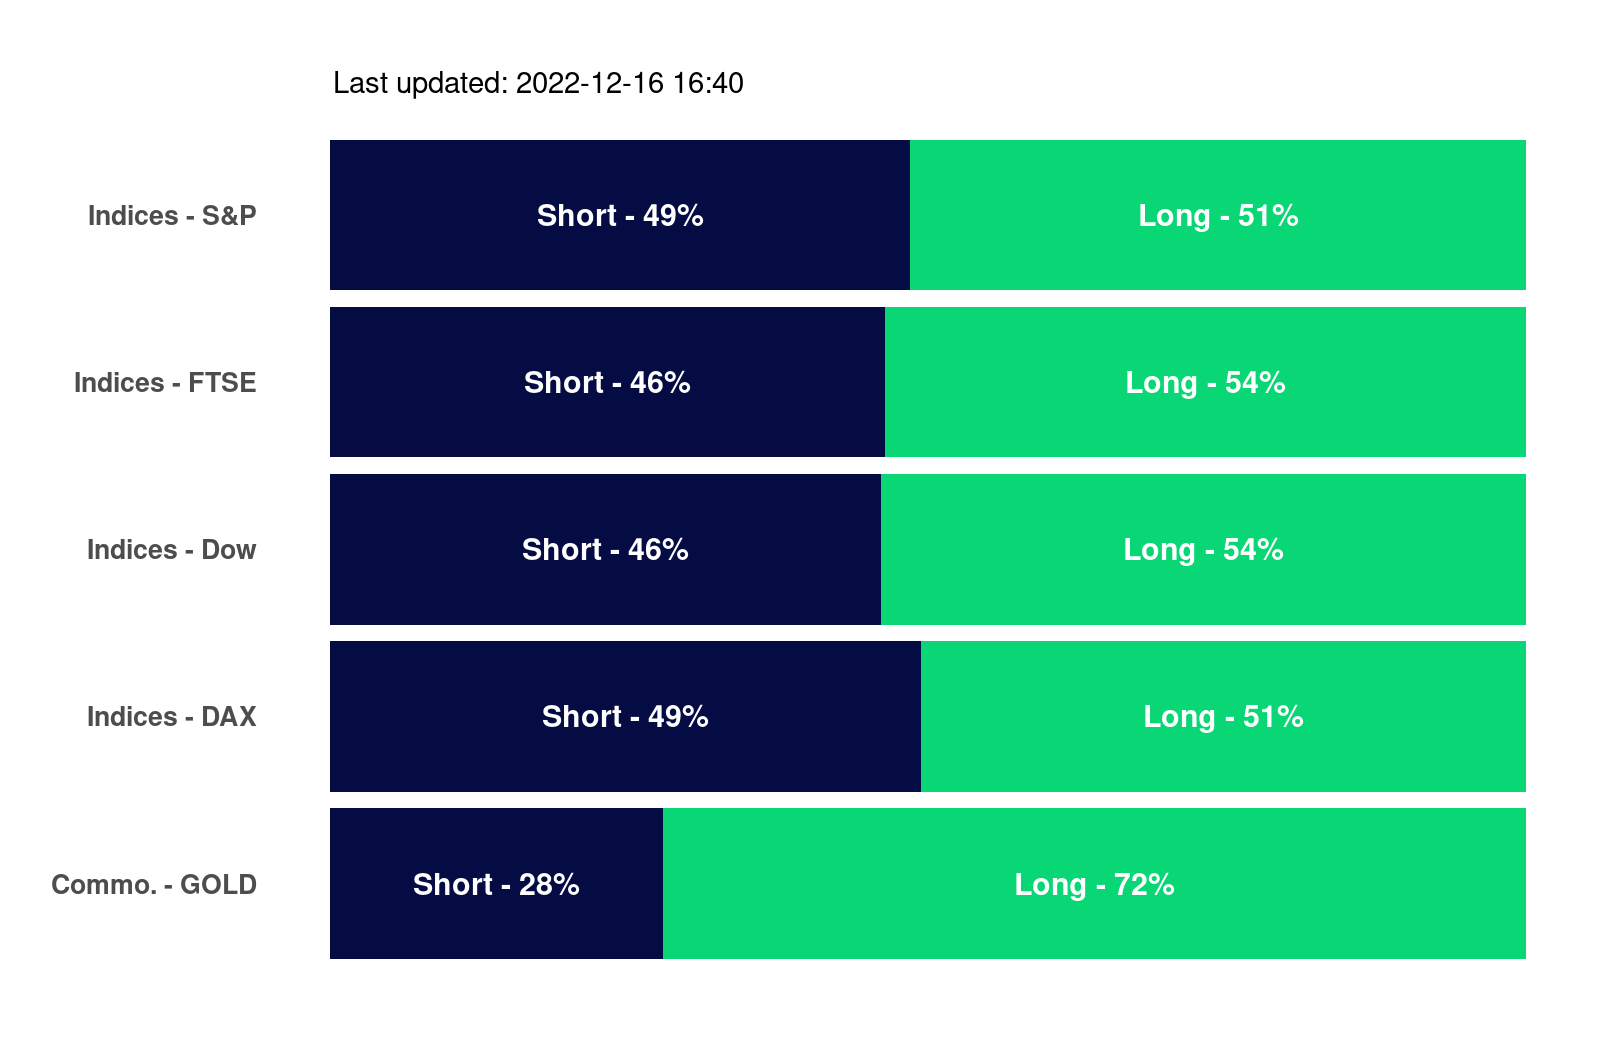 Last updated: 2022-12-16 16:40
Indices - S&P Short - 49% Long - 51%
Indices - FTSE Short - 46% Long - 54%
Indices - Dow Short - 46% Long - 54%
Indices - DAX Short - 49% Long - 51%
Commo. - GOLD Short - 28% Long - 72%